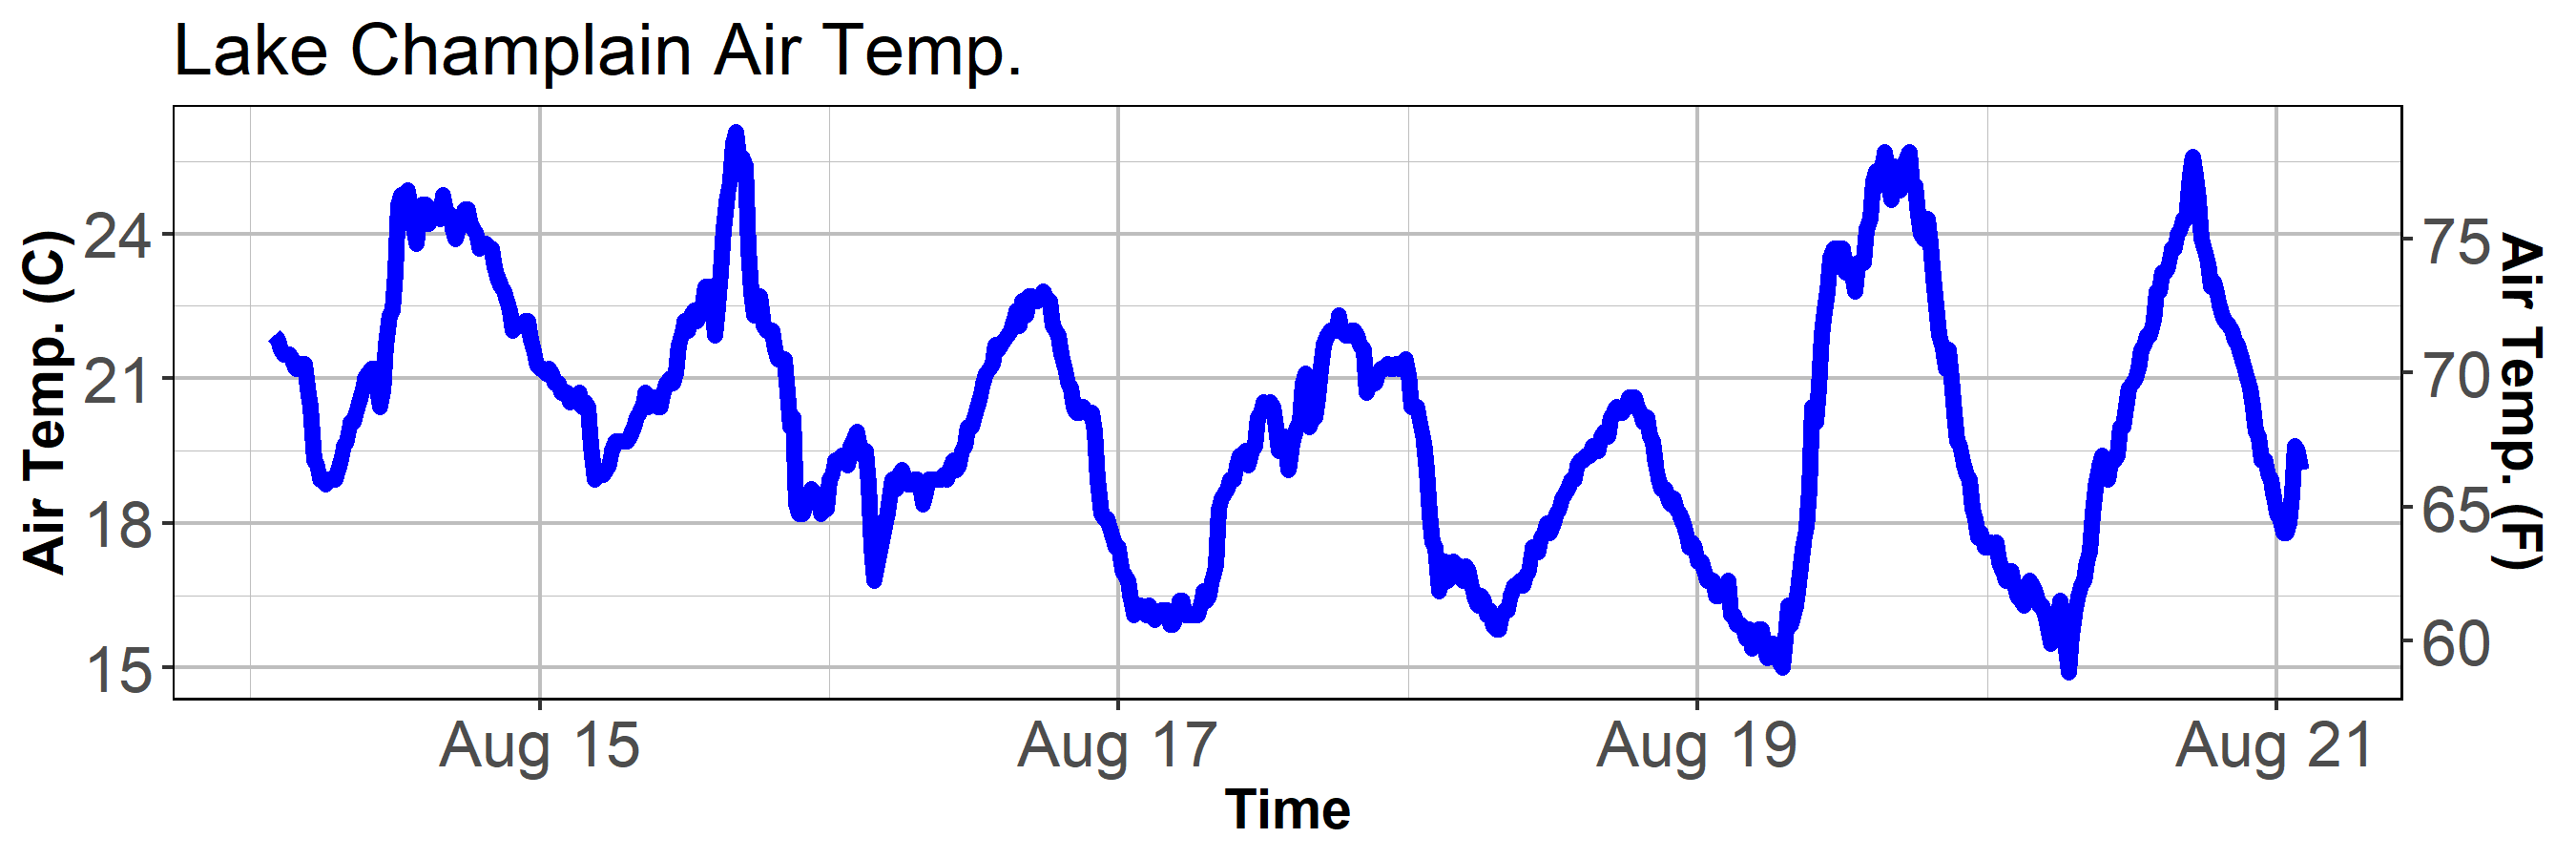 Lake Champlain Air Temp.
Air Temp. (C)
24
21
18
15
75
70
65
60
Air Temp. (F)
Aug 15
Aug 17
Aug 19
Aug 21
Time